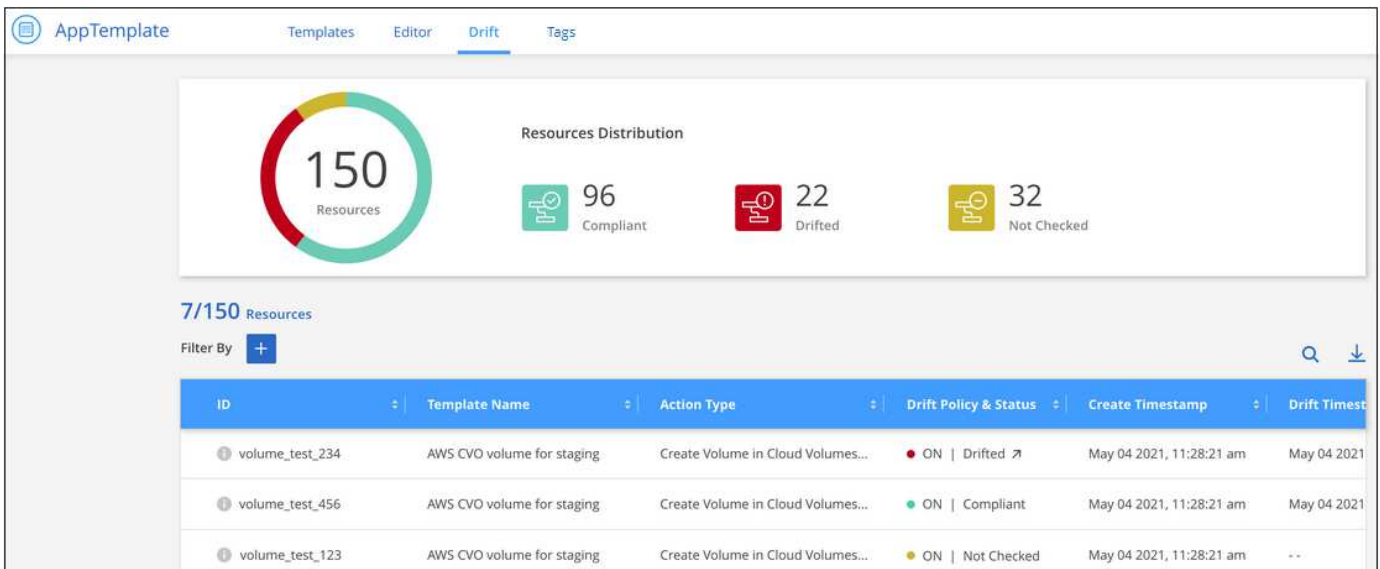 AppTemplate Templates Editor Drift Tags
150
Resources
Resources Distribution
96
Compliant
22
Drifted
32
Not Checked
7/150 Resources
Filter By +
ID Template Name Action Type Drift Policy & Status Create Timestamp Drift Timest
volume_test_234 AWS CVO volume for staging Create Volume in Cloud Volumes... ON | Drifted May 04 2021, 11:28:21 am May 04 2021
volume_test_456 AWS CVO volume for staging Create Volume in Cloud Volumes... ON | Compliant May 04 2021, 11:28:21 am May 04 2021
volume_test_123 AWS CVO volume for staging Create Volume in Cloud Volumes... ON | Not Checked May 04 2021, 11:28:21 am - -